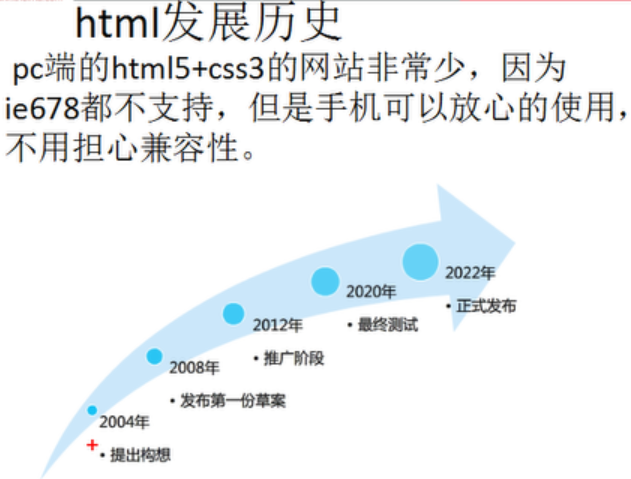 html发展历史
pc端的html5+css3的网站非常少，因为
ie678都不支持，但是手机可以放心的使用，
不用担心兼容性。
2022年
• 正式发布
2020年
• 最终测试
2012年
• 推广阶段
2008年
• 发布第一份草案
2004年
• 提出构想